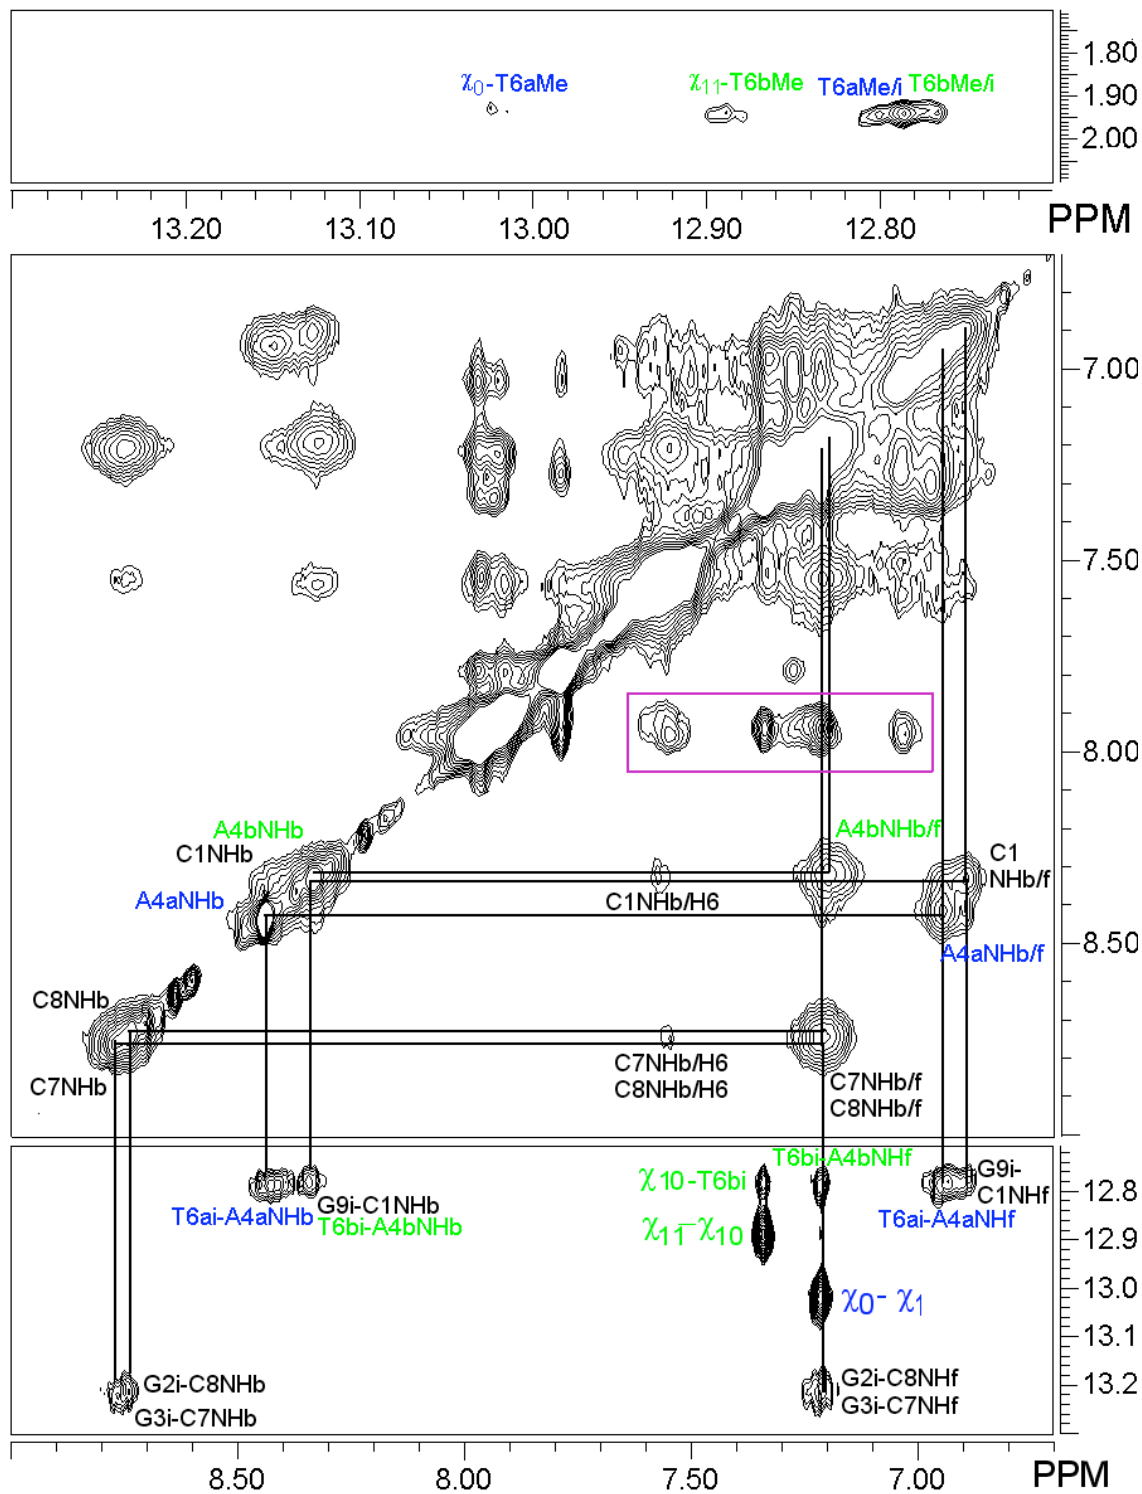 χ0-T6aMe
χ11-T6bMe
T6aMe/i
T6bMe/i
1.80
1.90
2.00
13.20
13.10
13.00
12.90
12.80
PPM
7.00
7.50
8.00
8.50
A4bNHb
C1NHb
A4aNHb
C8NHb
C7NHb
A4bNHb/f
C1
NHb/f
C1NHb/H6
A4aNHb/f
C7NHb/H6
C8NHb/H6
C7NHb/f
C8NHb/f
T6bi-A4bNHf
χ10-T6bi
χ11-χ10
χ0-χ1
G9i-
C1NHf
T6ai-A4aNHf
T6ai-A4aNHb
G9i-C1NHb
T6bi-A4bNHb
G2i-C8NHb
G3i-C7NHb
G2i-C8NHf
G3i-C7NHf
12.8
12.9
13.0
13.1
13.2
8.50
8.00
7.50
7.00
PPM